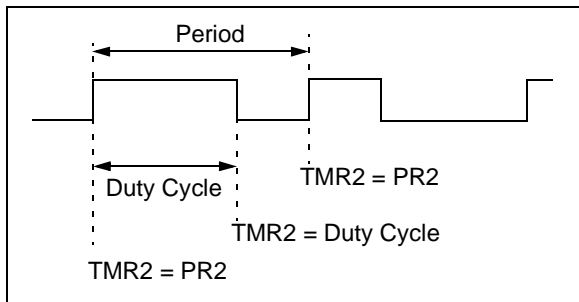 Period
Duty Cycle
TMR2 = PR2
TMR2 = Duty Cycle
TMR2 = PR2